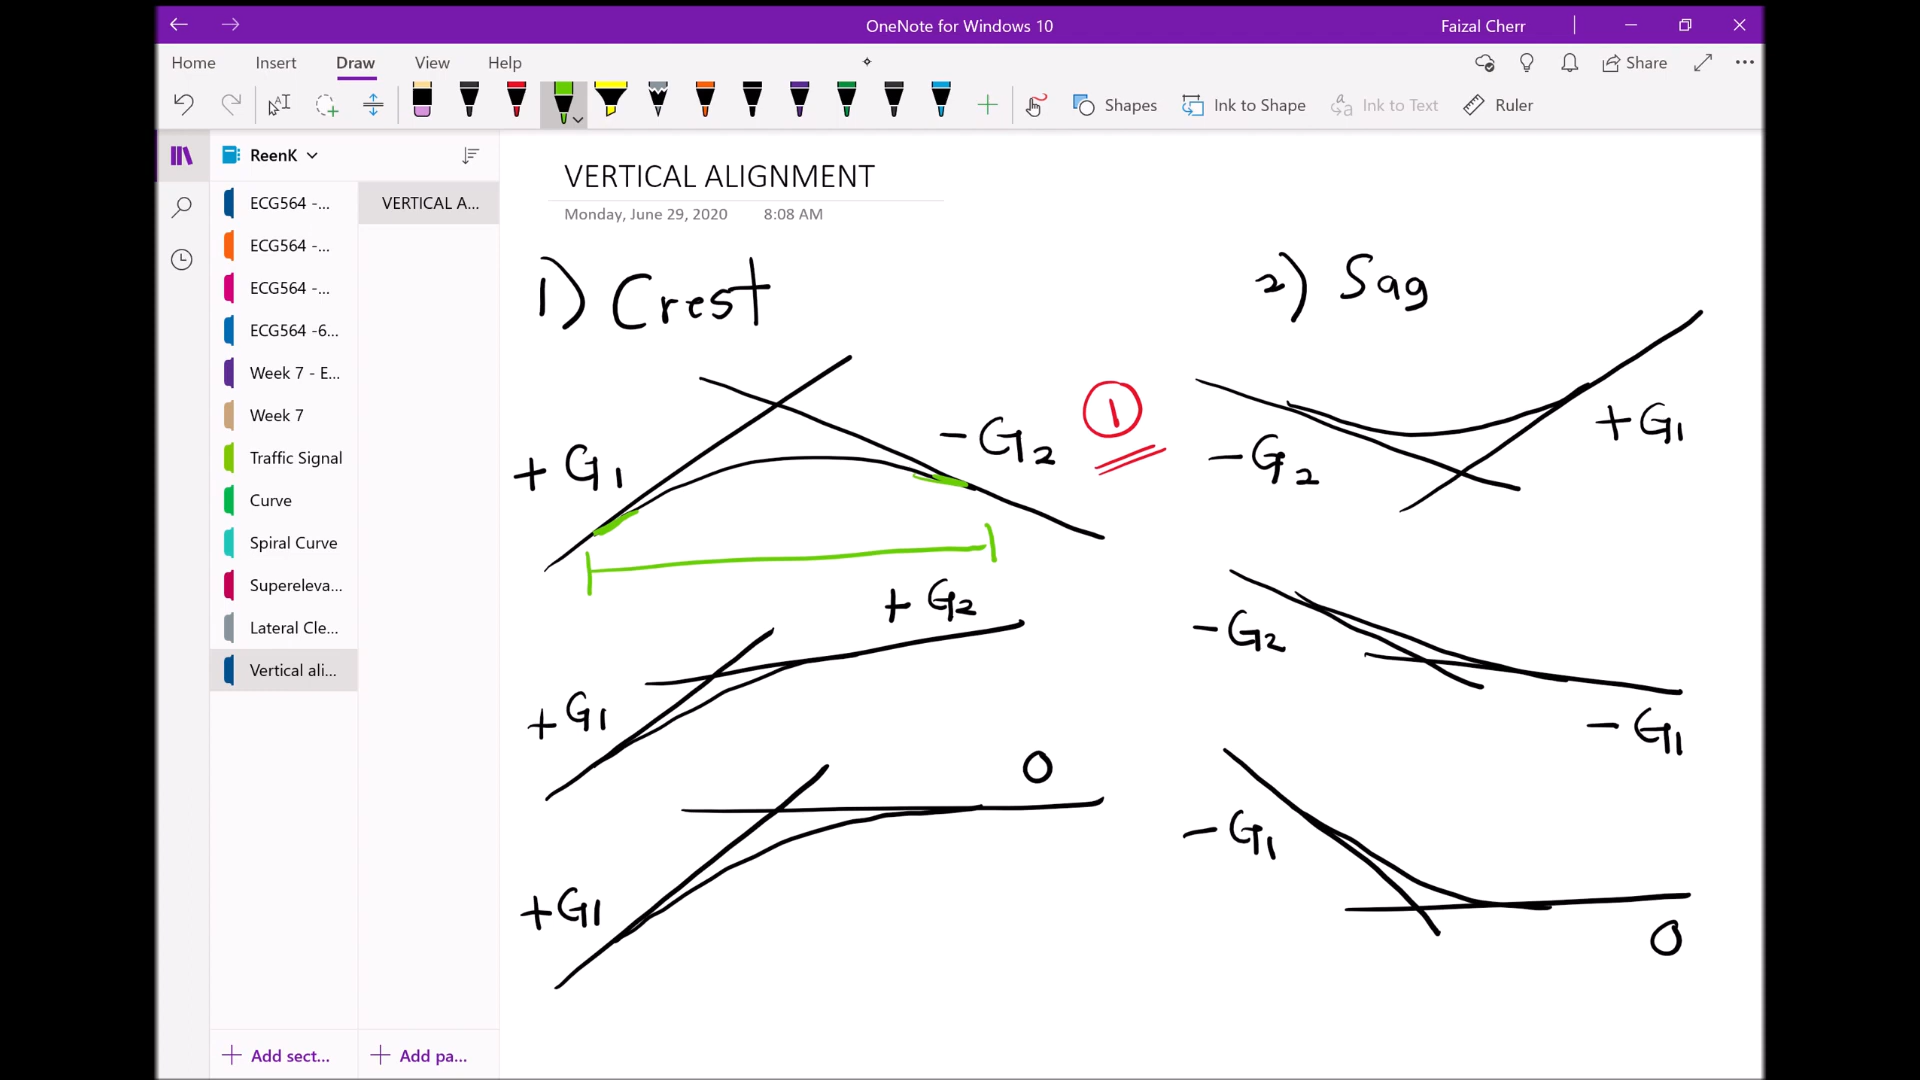 OneNote for Windows 10
Faizal Cherr
Home Insert Draw View Help
Share
Shapes Ink to Shape Ink to Text Ruler
ReenK
ECG564 -...
ECG564 -...
ECG564 -...
ECG564 -6...
Week 7 - E...
Week 7
Traffic Signal
Curve
Spiral Curve
Supereleva...
Lateral Cle...
Vertical ali...
Add sect...
VERTICAL A...
Add pa...
VERTICAL ALIGNMENT
Monday, June 29, 2020 8:08 AM
1) Crest
+ G1
- G2
1
+ G2
+ G1
0
+ G1
2) Sag
- G2
+ G1
- G2
- G1
- G1
0